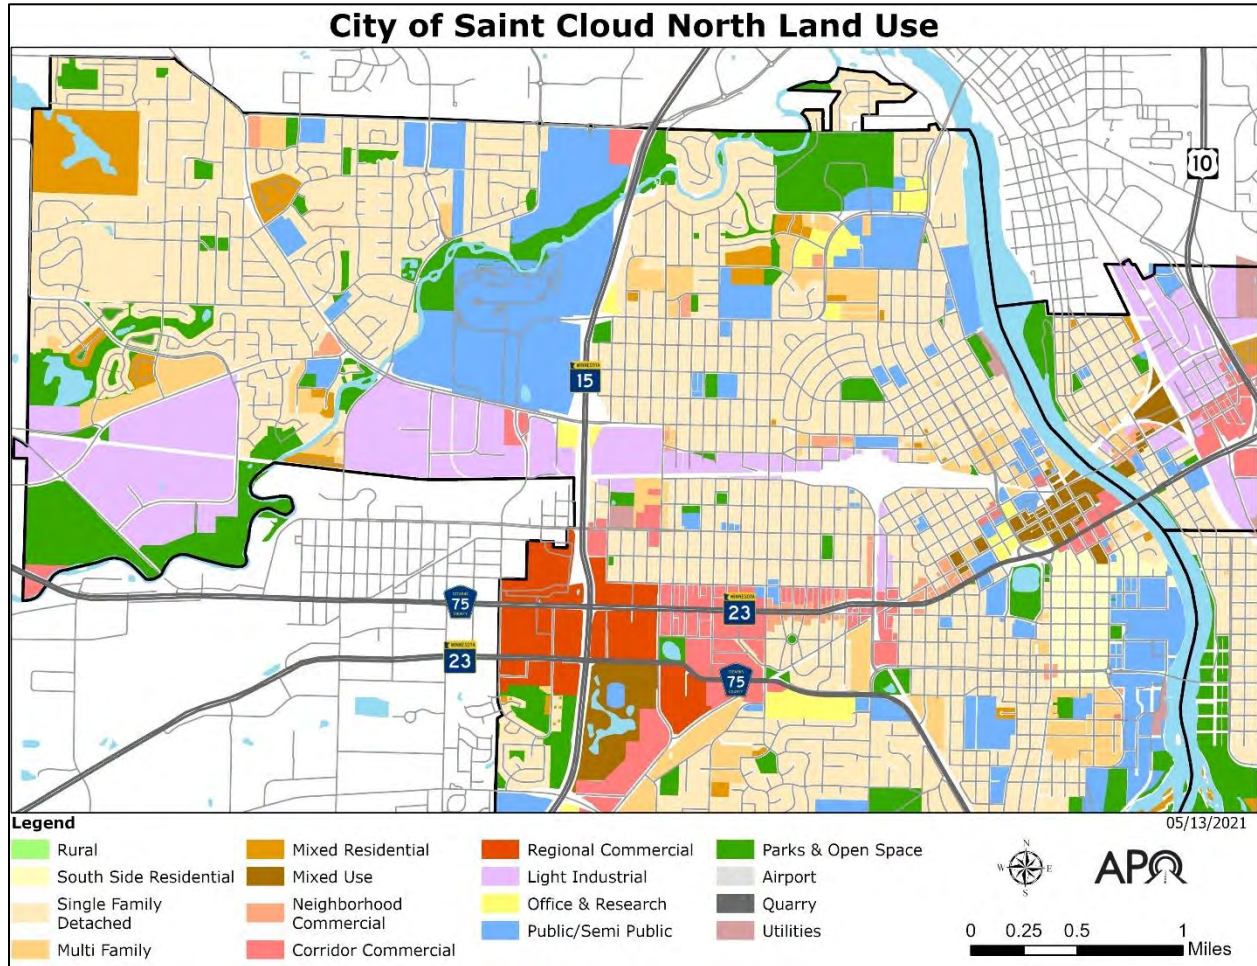 City of Saint Cloud North Land Use
10
MINNESOTA
15
75
MINNESOTA
23
MINNESOTA
23
75
05/13/2021
Legend
Rural
South Side Residential
Single Family
Detached
Multi Family
Mixed Residential
Mixed Use
Neighborhood
Commercial
Corridor Commercial
Regional Commercial
Light Industrial
Office & Research
Public/Semi Public
Parks & Open Space
Airport
Quarry
Utilities
N
W
E
S
APO
0 0.25 0.5 1
Miles